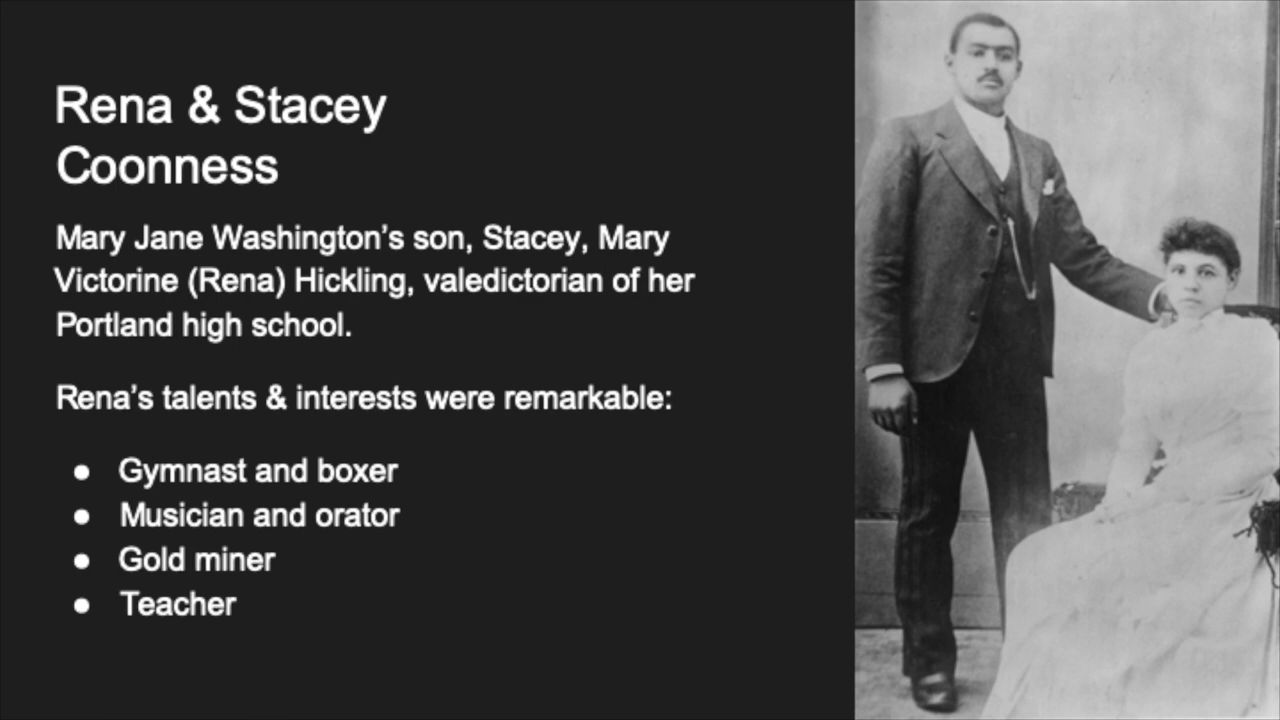 Rena & Stacey
Coonness
Mary Jane Washington’s son, Stacey, Mary
Victorine (Rena) Hickling, valedictorian of her
Portland high school.
Rena’s talents & interests were remarkable:
● Gymnast and boxer
● Musician and orator
● Gold miner
● Teacher